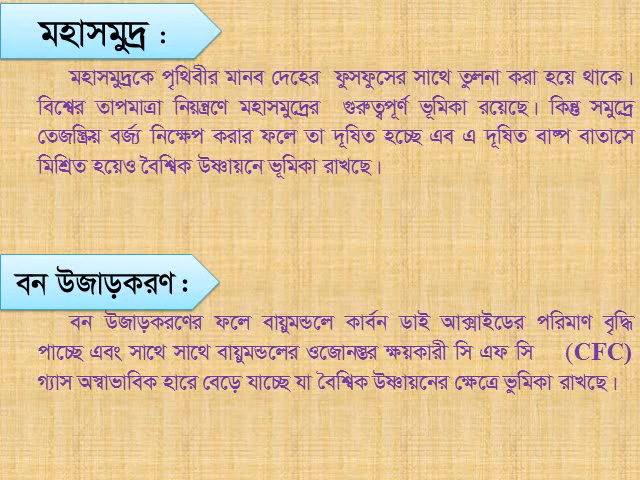 মহাসমুদ্র :
মহাসমুদ্রকে পৃথিবীর মানব দেহের ফুসফুসের সাথে তুলনা করা হয়ে থাকে।
বিশ্বের তাপমাত্রা নিয়ন্ত্রণে মহাসমুদ্রের গুরুত্বপূর্ণ ভূমিকা রয়েছে। কিন্তু সমুদ্রে
তেজস্ক্রিয় বর্জ্য নিক্ষেপ করার ফলে তা দূষিত হচ্ছে এব এ দূষিত বাষ্প বাতাসে
মিশ্রিত হয়েও বৈশ্বিক উষ্ণায়নে ভূমিকা রাখছে।
বন উজাড়করণ :
বন উজাড়করণের ফলে বায়ুমন্ডলে কার্বন ডাই আক্সাইডের পরিমাণ বৃদ্ধি
পাচ্ছে এবং সাথে সাথে বায়ুমন্ডলের ওজোনস্তর ক্ষয়কারী সি এফ সি (CFC)
গ্যাস অস্বাভাবিক হারে বেড়ে যাচ্ছে যা বৈশ্বিক উষ্ণায়নের ক্ষেত্রে ভুমিকা রাখছে।